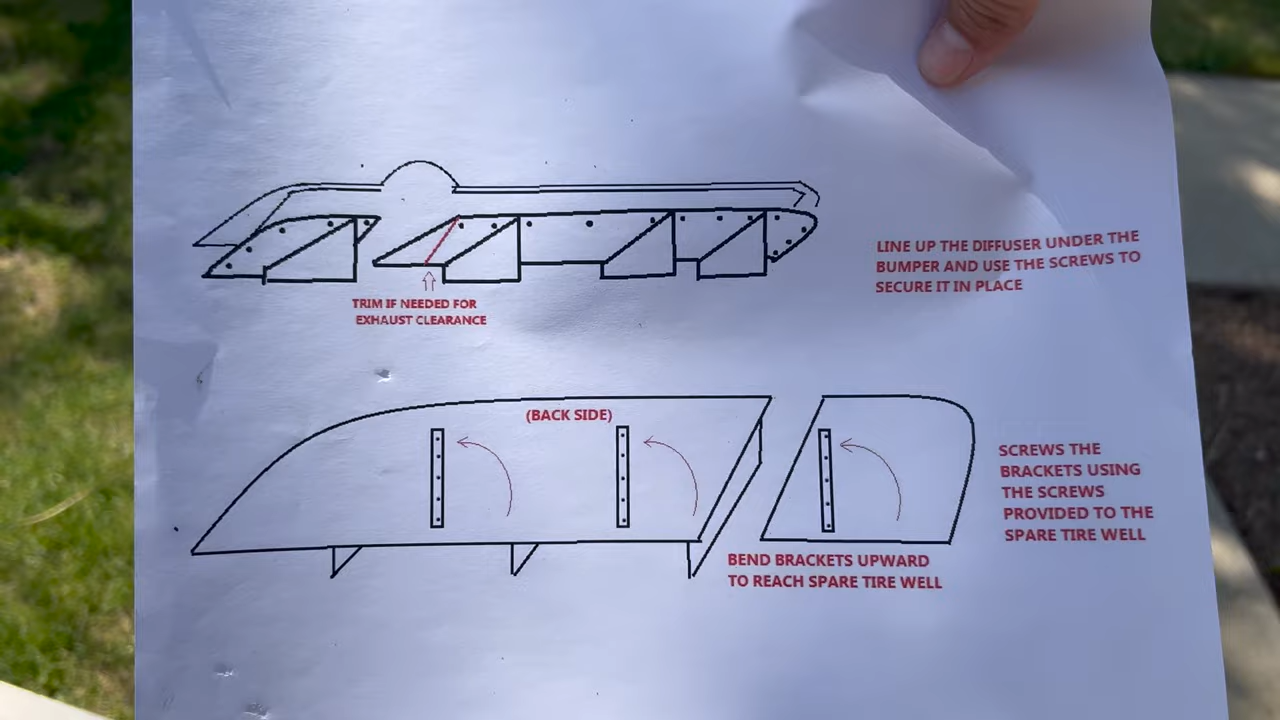 LINE UP THE DIFFUSER UNDER THE
BUMPER AND USE THE SCREWS TO
SECURE IT IN PLACE
TRIM IF NEEDED FOR
EXHAUST CLEARANCE
(BACK SIDE)
SCREWS THE
BRACKETS USING
THE SCREWS
PROVIDED TO THE
SPARE TIRE WELL
BEND BRACKETS UPWARD
TO REACH SPARE TIRE WELL